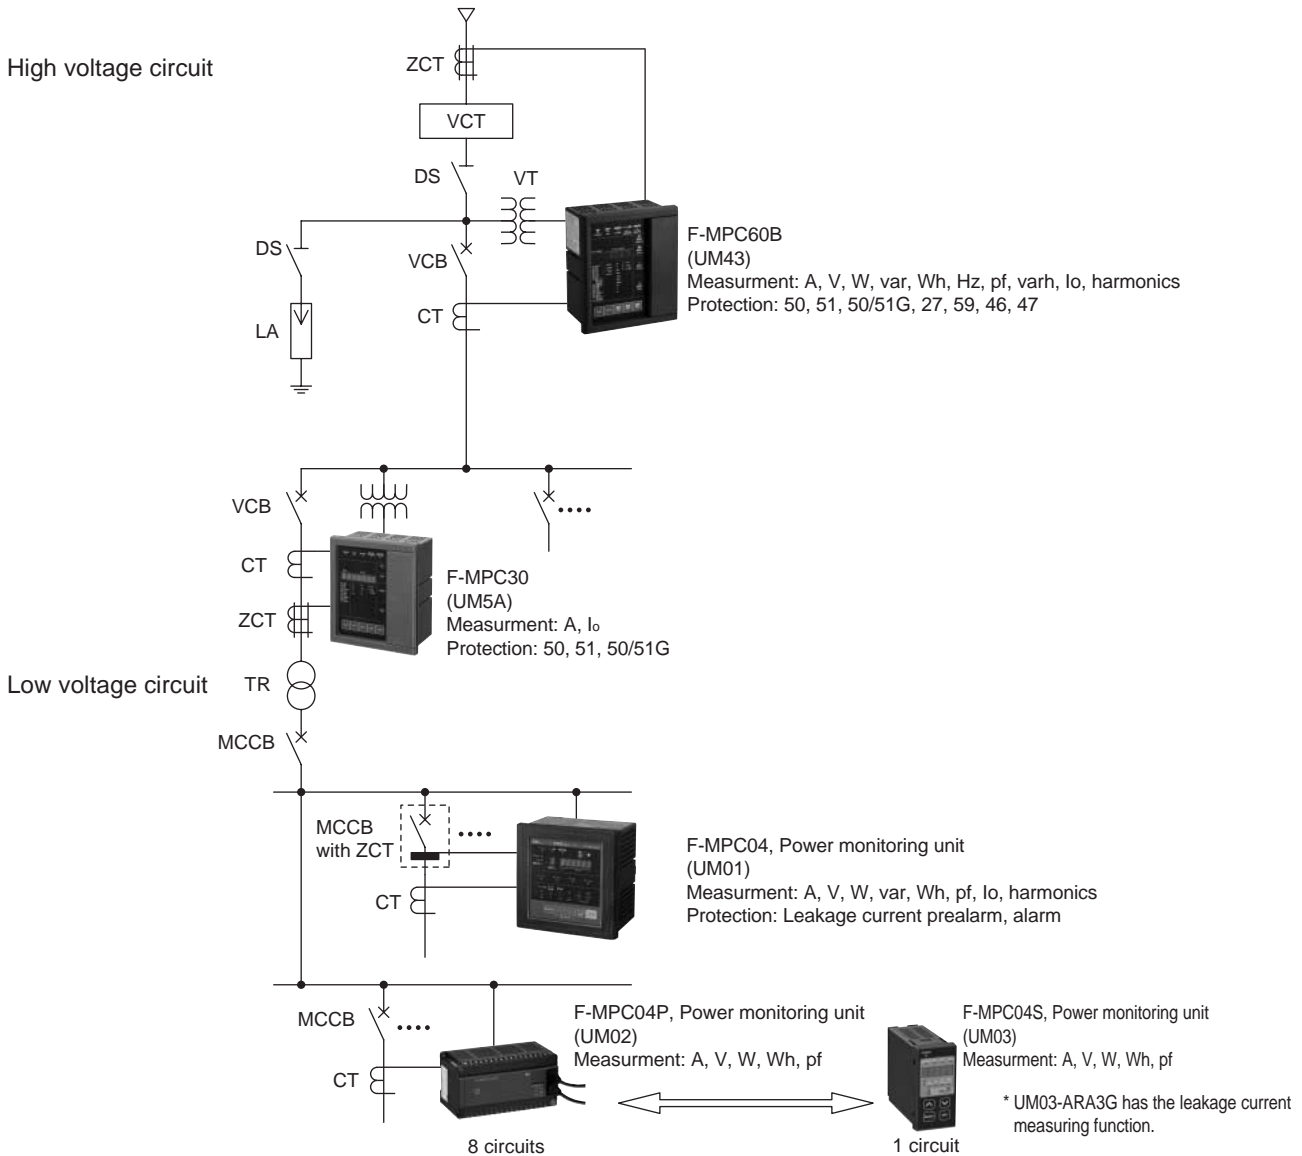 High voltage circuit
ZCT
VCT
DS
VT
DS
VCB
CT
LA
F-MPC60B
(UM43)
Measurment: A, V, W, var, Wh, Hz, pf, varh, Io, harmonics
Protection: 50, 51, 50/51G, 27, 59, 46, 47
VCB
CT
ZCT
F-MPC30
(UM5A)
Measurment: A, Io
Protection: 50, 51, 50/51G
Low voltage circuit
TR
MCCB
MCCB
with ZCT
CT
F-MPC04, Power monitoring unit
(UM01)
Measurment: A, V, W, var, Wh, pf, Io, harmonics
Protection: Leakage current prealarm, alarm
MCCB
CT
F-MPC04P, Power monitoring unit
(UM02)
Measurment: A, V, W, Wh, pf
8 circuits
F-MPC04S, Power monitoring unit
(UM03)
Measurment: A, V, W, Wh, pf
* UM03-ARA3G has the leakage current
measuring function.
1 circuit